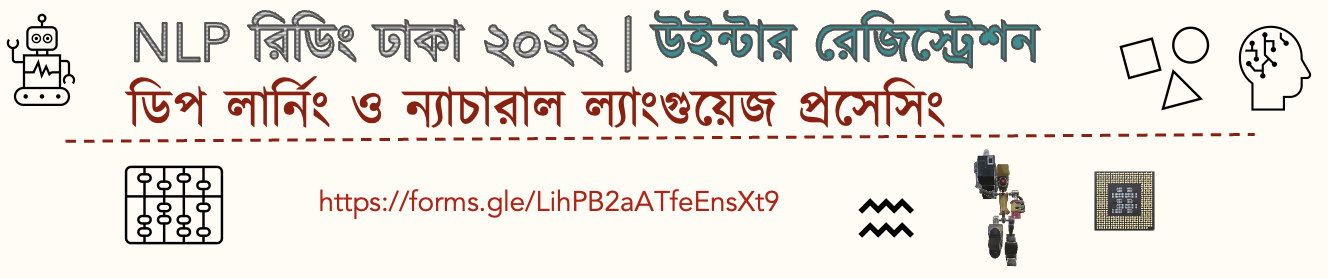 NLP রিডিং ঢাকা ২০২২ | উইন্টার রেজিস্ট্রেশন
ডিপ লার্নিং ও ন্যাচারাল ল্যাংগুয়েজ প্রসেসিং
https://forms.gle/LihPB2aATfeEnsXt9